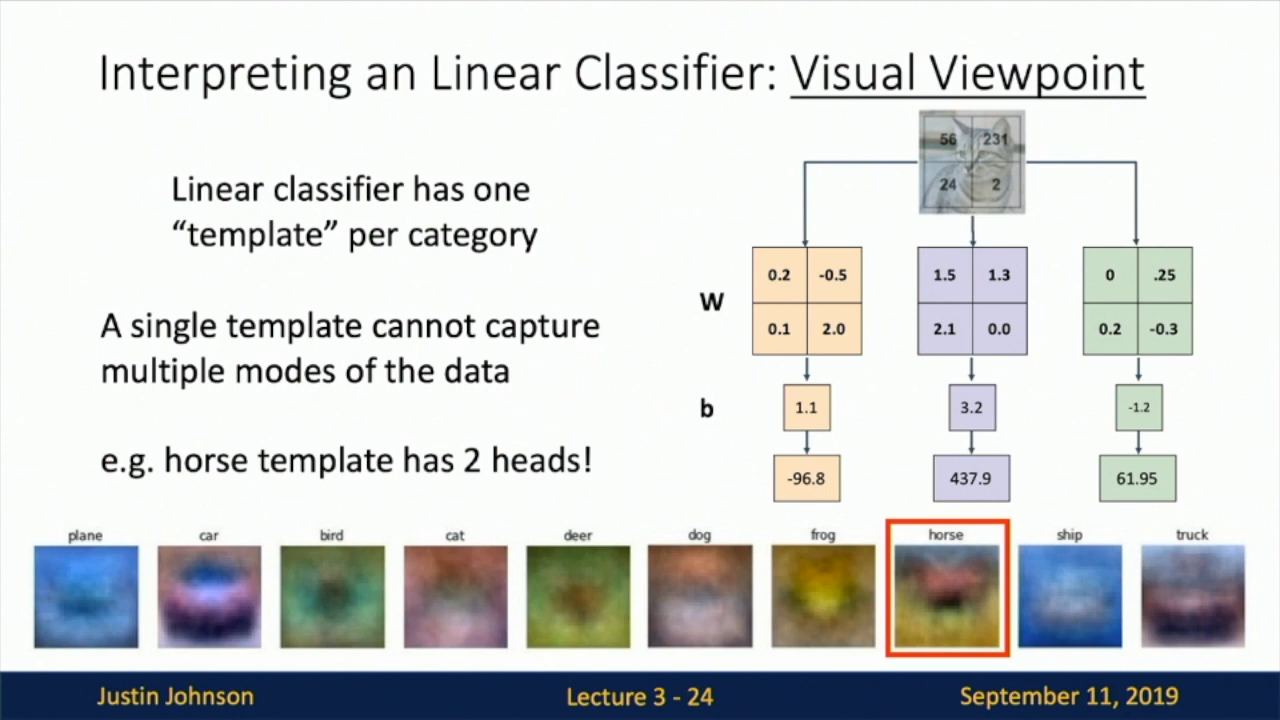 Interpreting an Linear Classifier: Visual Viewpoint
Linear classifier has one
“template” per category
A single template cannot capture
multiple modes of the data
e.g. horse template has 2 heads!
56 231
24 2
W
0.2 -0.5
0.1 2.0
1.5 1.3
2.1 0.0
0 .25
0.2 -0.3
b
1.1 3.2 -1.2
-96.8 437.9 61.95
plane car bird cat deer dog frog horse ship truck
Justin Johnson Lecture 3 - 24 September 11, 2019